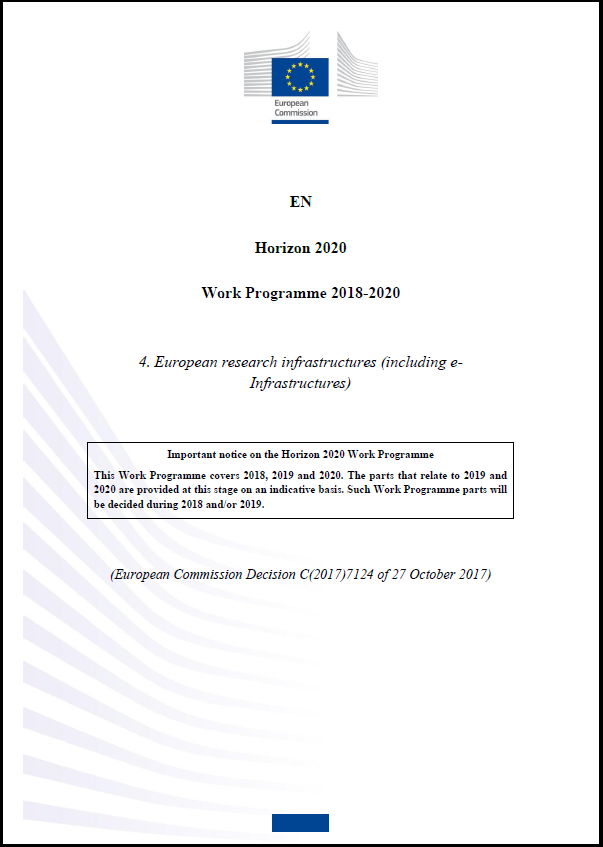 European
Commission
EN
Horizon 2020
Work Programme 2018-2020
4. European research infrastructures (including e-
Infrastructures)
Important notice on the Horizon 2020 Work Programme
This Work Programme covers 2018, 2019 and 2020. The parts that relate to 2019 and
2020 are provided at this stage on an indicative basis. Such Work Programme parts will
be decided during 2018 and/or 2019.
(European Commission Decision C(2017)7124 of 27 October 2017)